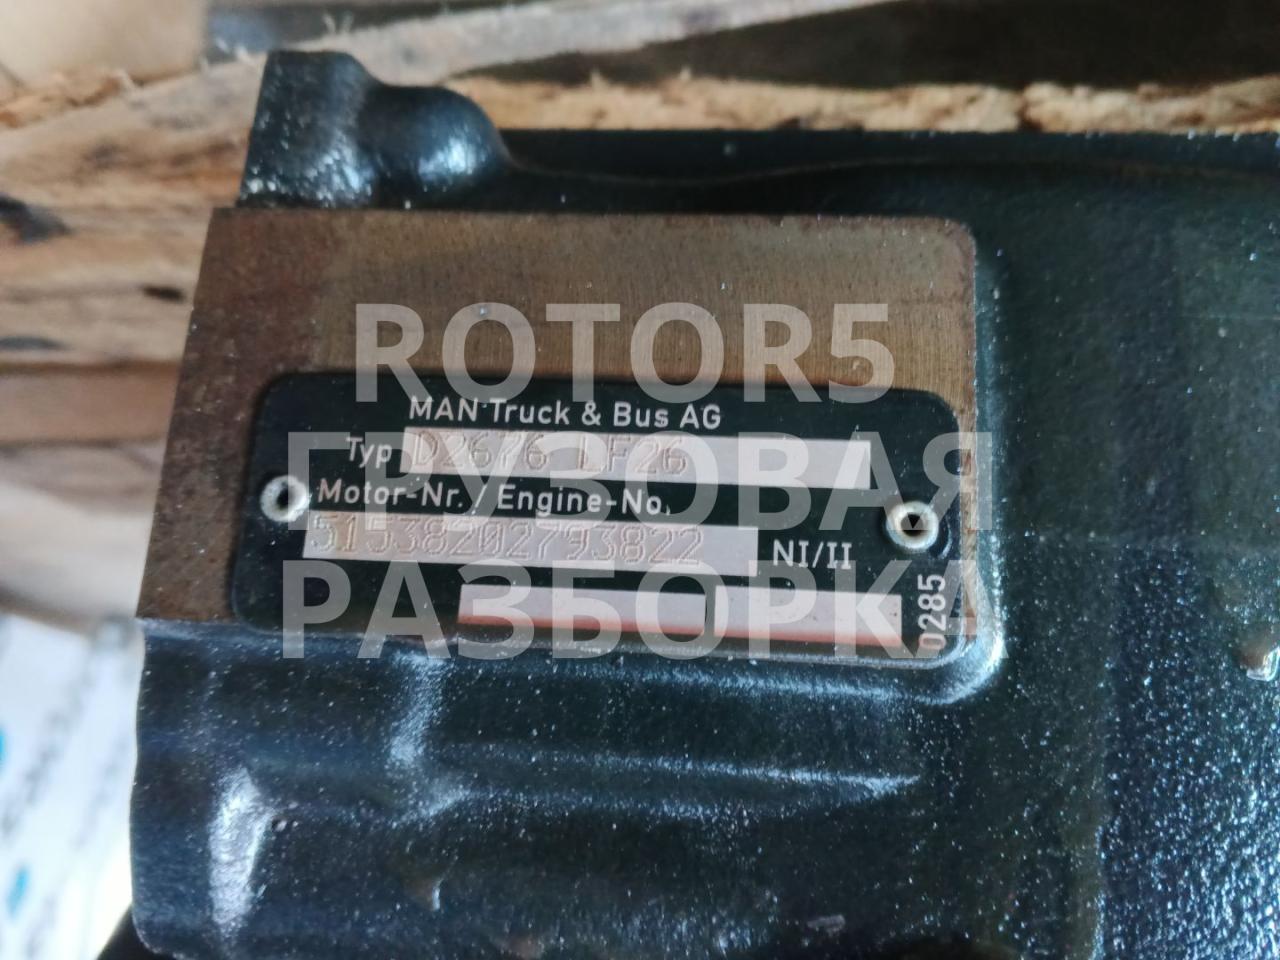 ROTOR5
ГРУЗОВАЯ
РАЗБОРКА
MAN Truck & Bus AG
Typ D2676 LF26
Motor-Nr. / Engine-No.
51538202793822 NI/II
0285